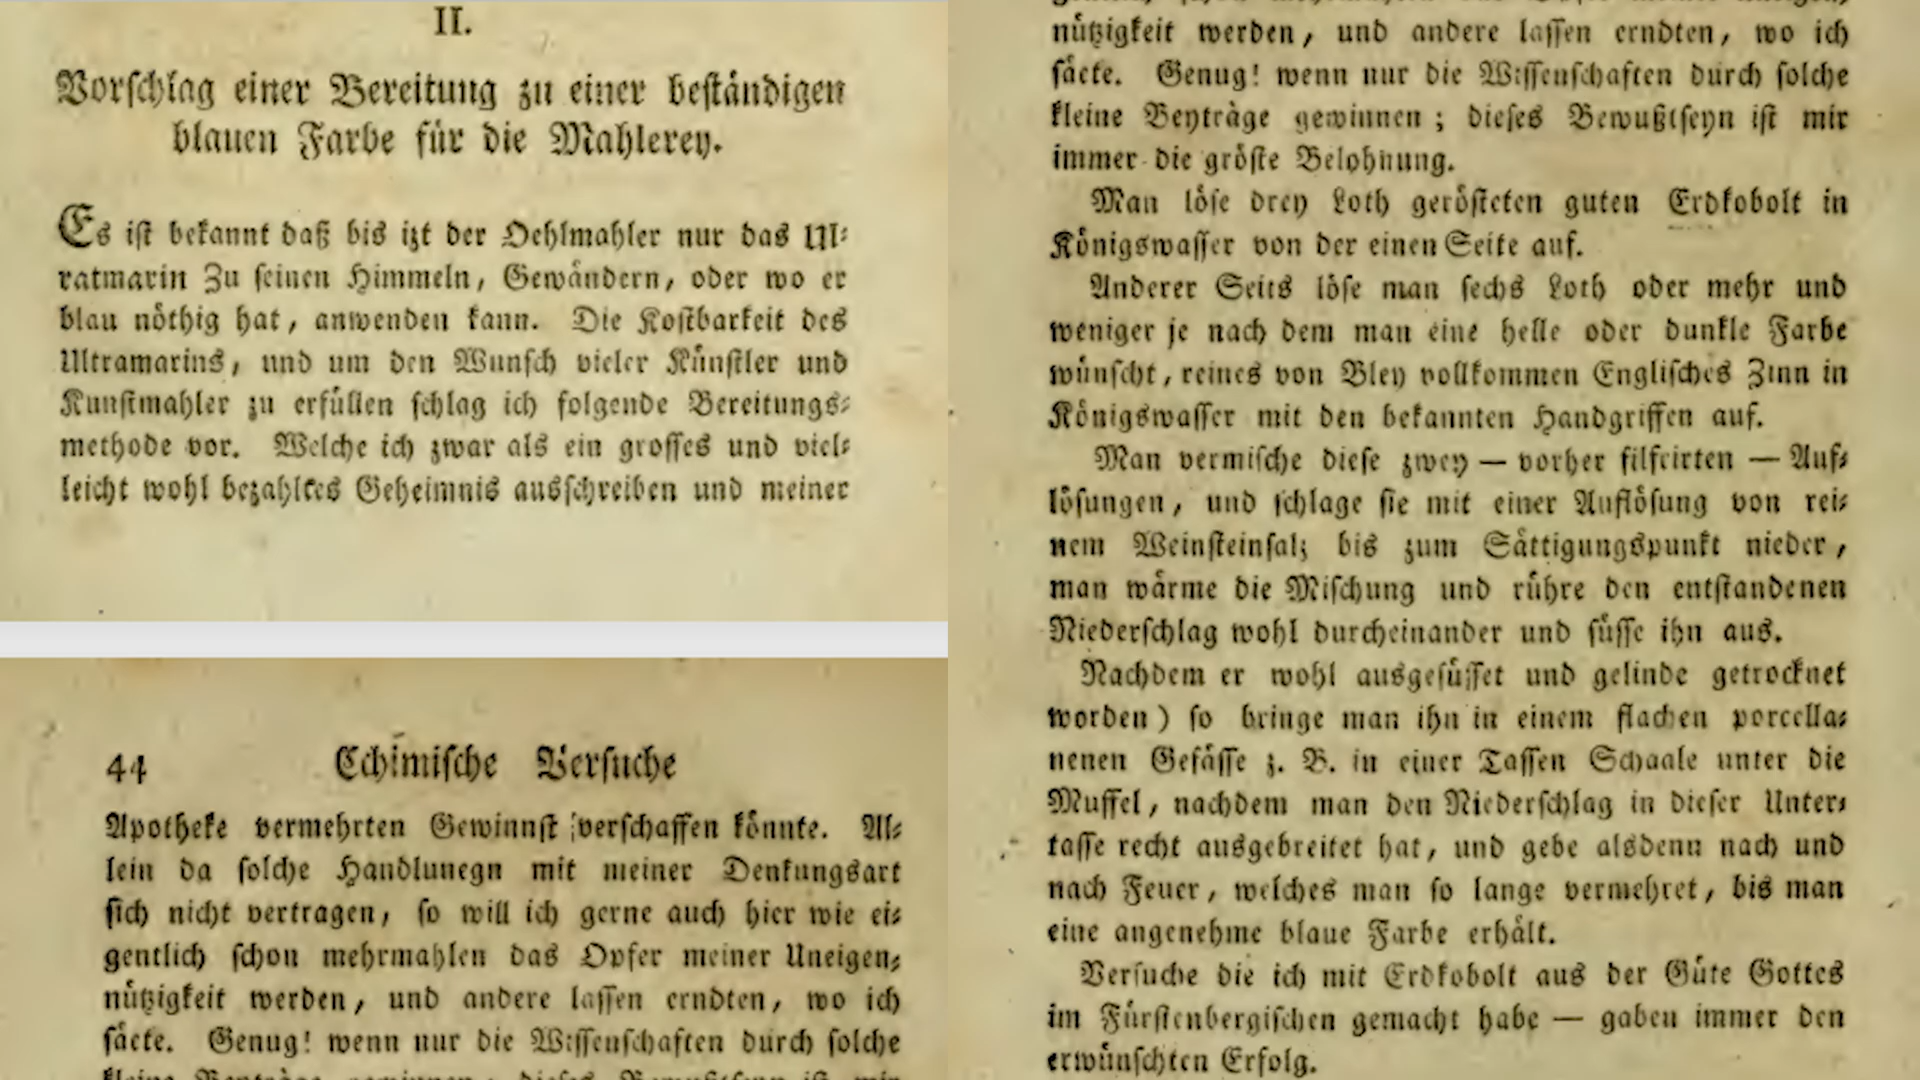 II.
Vorſchlag einer Bereitung zu einer beſtändigen
blauen Farbe für die Mahlerey.
Es iſt bekannt daß bis izt der Oehlmahler nur das Ul⸗
ratmarin Zu ſeinen Himmeln, Gewändern, oder wo er
blau nöthig hat, anwenden kann. Die Koſtbarkeit des
Ultramarins, und um den Wunſch vieler Künſtler und
Kunſtmahler zu erfüllen ſchlag ich folgende Bereitungs⸗
methode vor. Welche ich zwar als ein groſſes und viel⸗
leicht wohl bezahltes Geheimnis ausſchreiben und meiner
44 Cchimiſche Verſuche
Apotheke vermehrten Gewinnſt verſchaffen könnte. Al⸗
lein da ſolche Handlunegn mit meiner Denkungsart
ſich nicht vertragen, ſo will ich gerne auch hier wie ei⸗
gentlich ſchon mehrmahlen das Opfer meiner Uneigen⸗
nützigkeit werden, und andere laſſen erndten, wo ich
ſäete. Genug! wenn nur die Wiſſenſchaften durch ſolche
nützigkeit werden, und andere laſſen erndten, wo ich
ſäete. Genug! wenn nur die Wiſſenſchaften durch ſolche
kleine Beyträge gewinnen; dieſes Bewußtſeyn iſt mir
immer die gröſte Belohnung.
Man löſe drey Loth geröſteten guten Erdkobolt in
Königswaſſer von der einen Seite auf.
Anderer Seits löſe man ſechs Loth oder mehr und
weniger je nach dem man eine helle oder dunkle Farbe
wünſcht, reines von Bley vollkommen Engliſches Zinn in
Königswaſſer mit den bekannten Handgriffen auf.
Man vermiſche dieſe zwey — vorher filtrirten — Auf⸗
löſungen, und ſchlage ſie mit einer Auflöſung von rei⸗
nem Weinſteinſalz bis zum Sättigungspunkt nieder,
man wärme die Miſchung und rühre den entſtandenen
Niederſchlag wohl durcheinander und ſüſſe ihn aus.
Nachdem er wohl ausgeſüſſet und gelinde getrocknet
worden) ſo bringe man ihn in einem flachen porcella⸗
nenen Gefäſſe z. B. in einer Taſſen Schaale unter die
Muffel, nachdem man den Niederſchlag in dieſer Unter⸗
taſſe recht ausgebreitet hat, und gebe alsdenn nach und
nach Feuer, welches man ſo lange vermehret, bis man
eine angenehme blaue Farbe erhält.
Verſuche die ich mit Erdkobolt aus der Güte Gottes
im Fürſtenbergiſchen gemacht habe — gaben immer den
erwünſchten Erfolg.